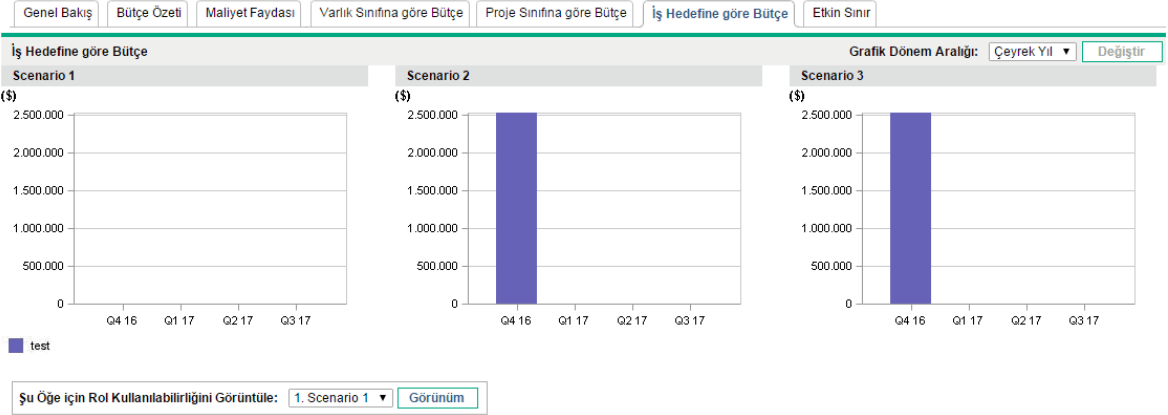 Genel Bakış Bütçe Özeti Maliyet Faydası Varlık Sınıfına göre Bütçe Proje Sınıfına göre Bütçe İş Hedefine göre Bütçe Etkin Sınır
İş Hedefine göre Bütçe Grafik Dönem Aralığı: Çeyrek Yıl Değiştir
Scenario 1 Scenario 2 Scenario 3
($) ($) ($)
2.500.000 2.500.000 2.500.000
2.000.000 2.000.000 2.000.000
1.500.000 1.500.000 1.500.000
1.000.000 1.000.000 1.000.000
500.000 500.000 500.000
0 0 0
Q4 16 Q1 17 Q2 17 Q3 17 Q4 16 Q1 17 Q2 17 Q3 17 Q4 16 Q1 17 Q2 17 Q3 17
test
Şu Öğe için Rol Kullanılabilirliğini Görüntüle: 1. Scenario 1 Görünüm